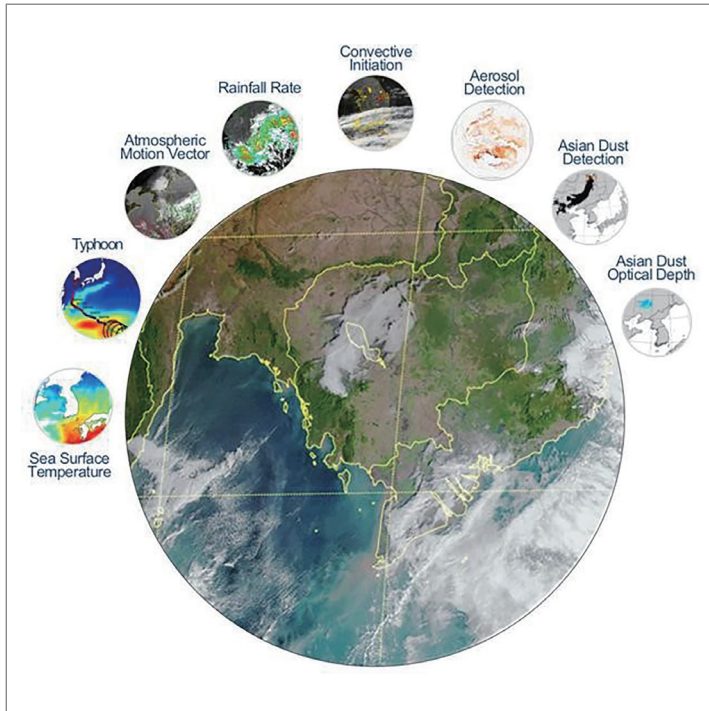 Convective
Initiation
Rainfall Rate
Aerosol
Detection
Atmospheric
Motion Vector
Asian Dust
Detection
Typhoon
Asian Dust
Optical Depth
Sea Surface
Temperature